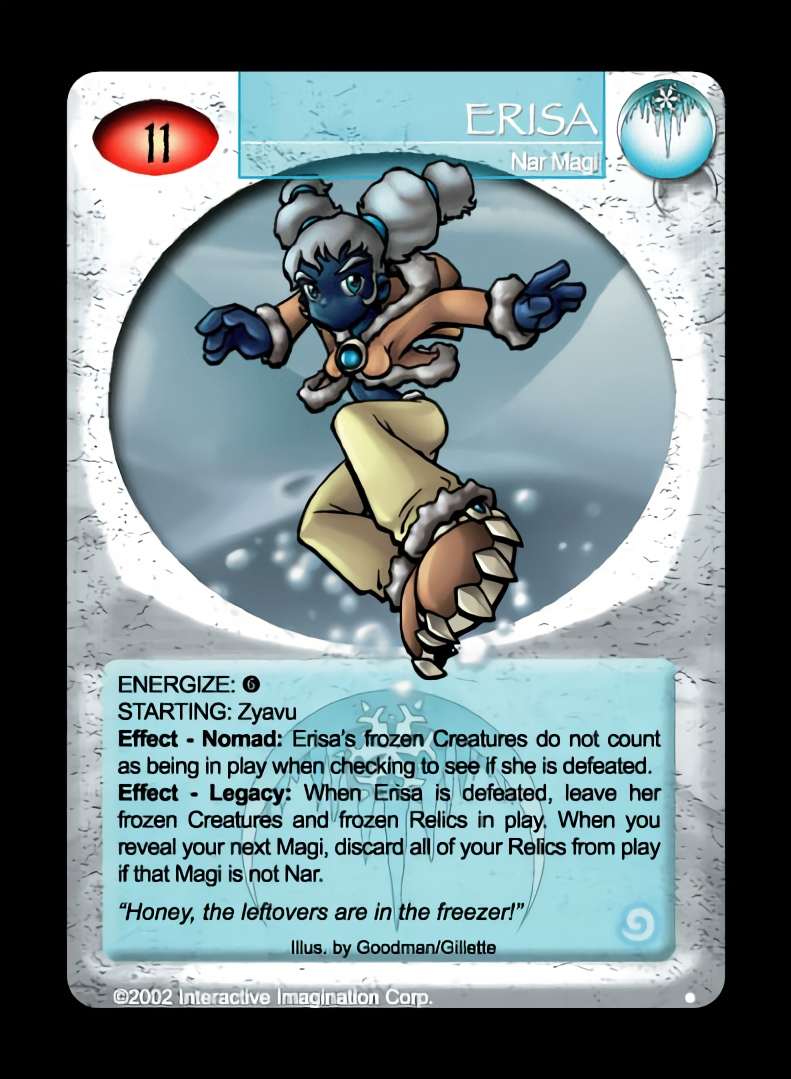 11
ERISA
Nar Magi
ENERGIZE: 6
STARTING: Zyavu
Effect - Nomad: Erisa's frozen Creatures do not count
as being in play when checking to see if she is defeated.
Effect - Legacy: When Erisa is defeated, leave her
frozen Creatures and frozen Relics in play. When you
reveal your next Magi, discard all of your Relics from play
if that Magi is not Nar.
“Honey, the leftovers are in the freezer!”
Illus. by Goodman/Gillette
©2002 Interactive Imagination Corp.